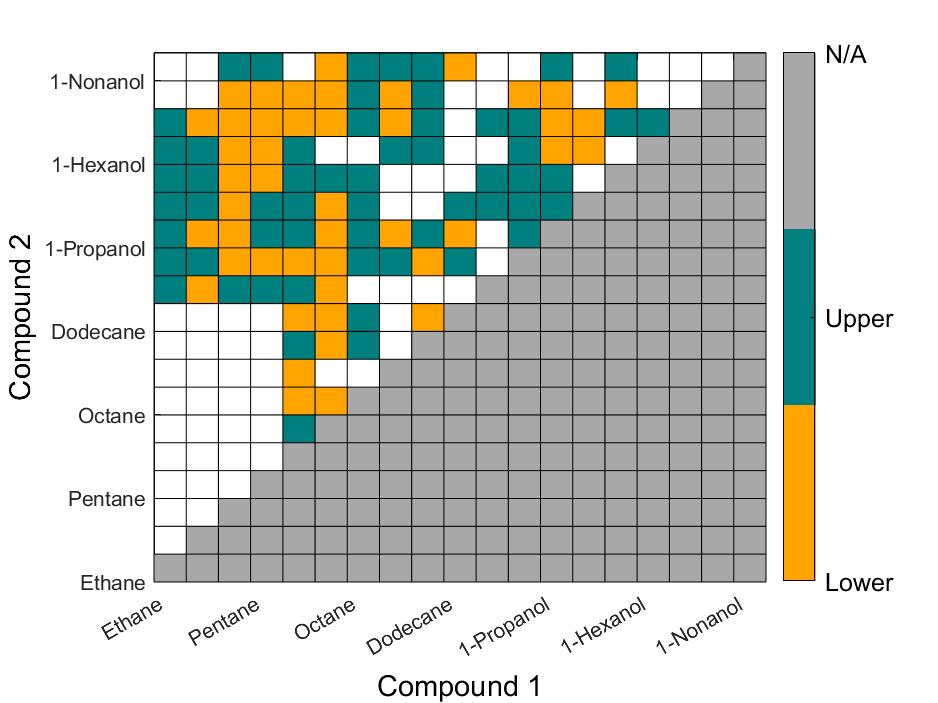 N/A
1-Nonanol
1-Hexanol
Upper
1-Propanol
Dodecane
Octane
Pentane
Ethane
Lower
Compound 2
Ethane
Pentane
Octane
Dodecane
1-Propanol
1-Hexanol
1-Nonanol
Compound 1